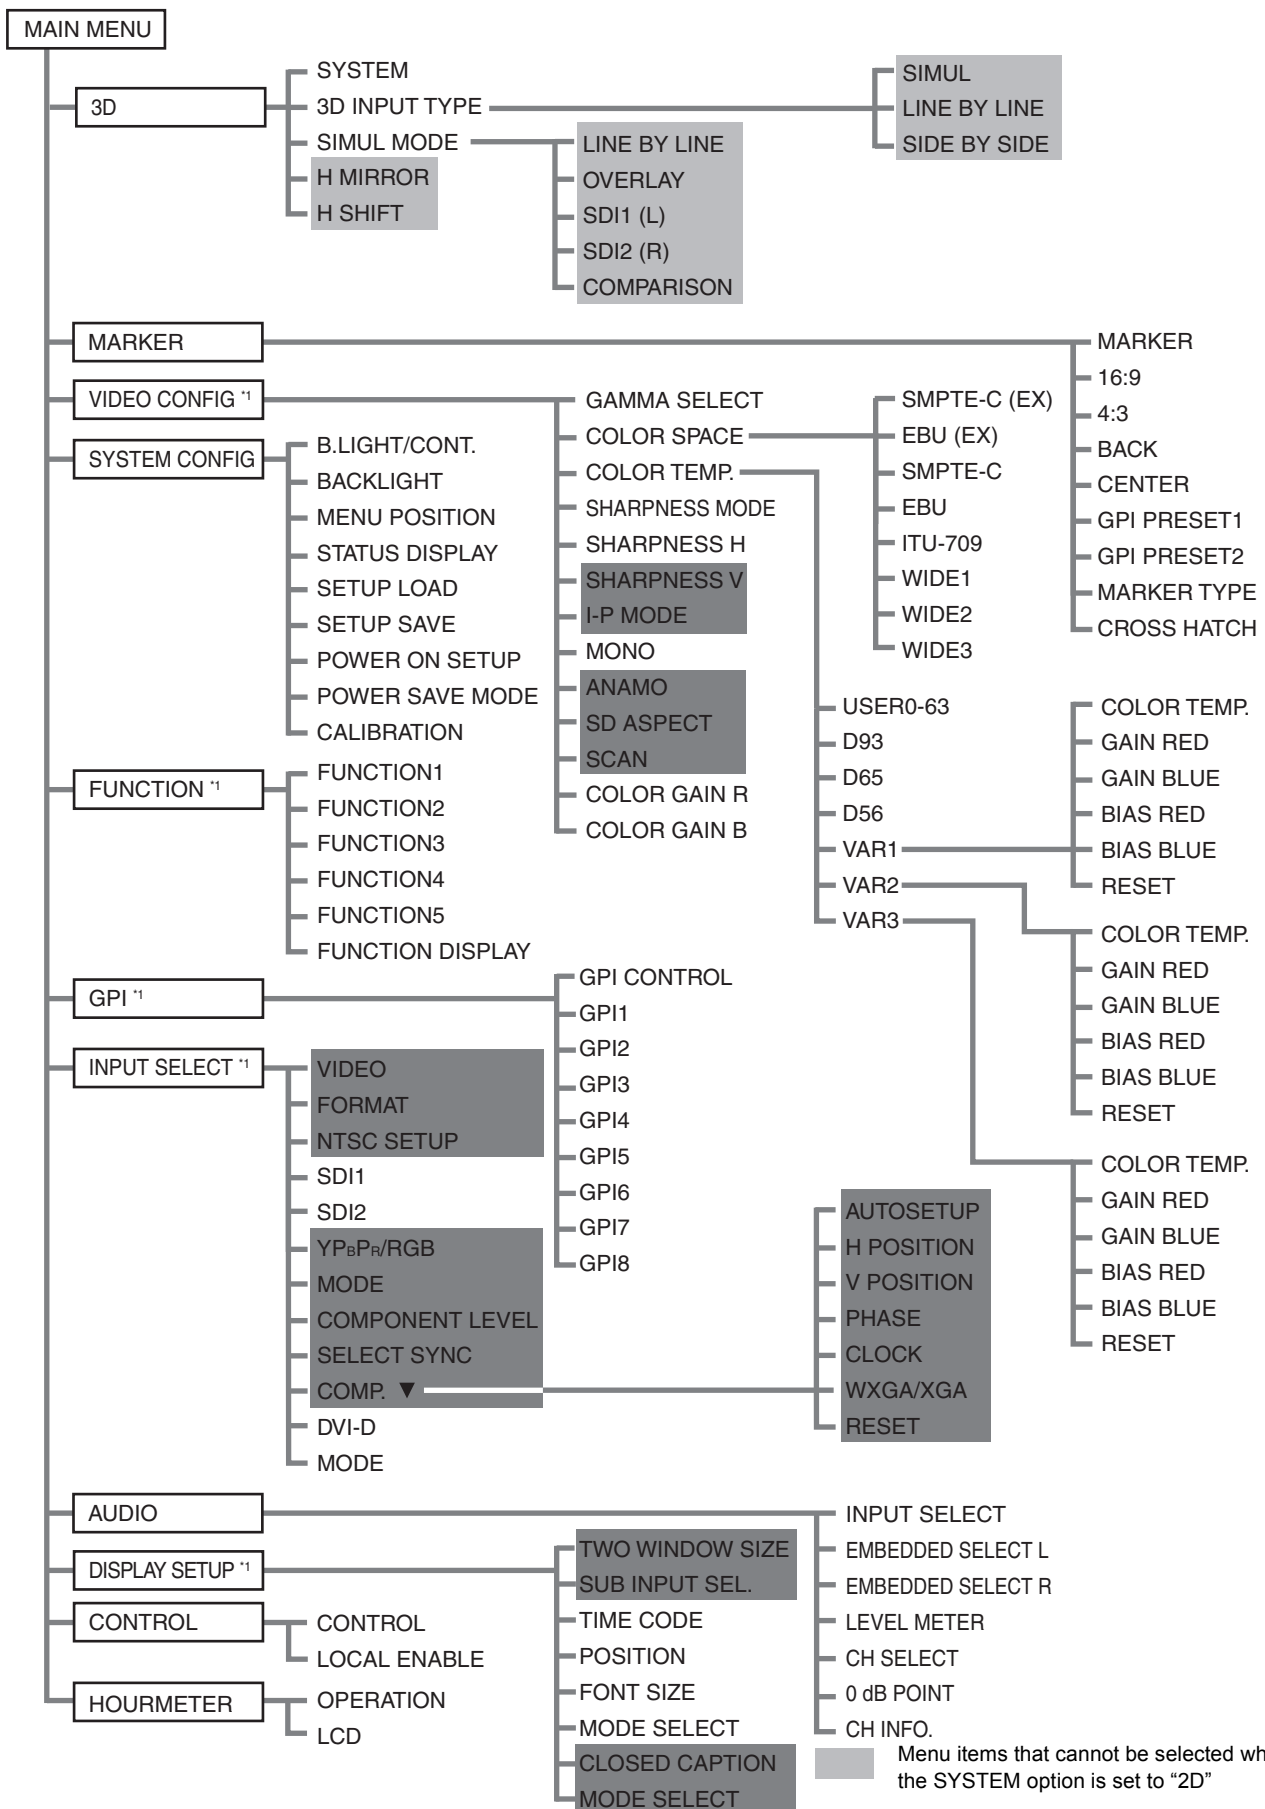 MAIN MENU
3D
SYSTEM
3D INPUT TYPE
SIMUL
LINE BY LINE
SIDE BY SIDE
SIMUL MODE
LINE BY LINE
OVERLAY
SDI1 (L)
SDI2 (R)
COMPARISON
H MIRROR
H SHIFT
MARKER
MARKER
16:9
4:3
BACK
CENTER
GPI PRESET1
GPI PRESET2
MARKER TYPE
CROSS HATCH
VIDEO CONFIG *1
GAMMA SELECT
COLOR SPACE
SMPTE-C (EX)
EBU (EX)
SMPTE-C
EBU
ITU-709
WIDE1
WIDE2
WIDE3
COLOR TEMP.
USER0-63
D93
D65
D56
VAR1
COLOR TEMP.
GAIN RED
GAIN BLUE
BIAS RED
BIAS BLUE
RESET
VAR2
COLOR TEMP.
GAIN RED
GAIN BLUE
BIAS RED
BIAS BLUE
RESET
VAR3
COLOR TEMP.
GAIN RED
GAIN BLUE
BIAS RED
BIAS BLUE
RESET
SHARPNESS MODE
SHARPNESS H
SHARPNESS V
I-P MODE
MONO
ANAMO
SD ASPECT
SCAN
COLOR GAIN R
COLOR GAIN B
SYSTEM CONFIG
B.LIGHT/CONT.
BACKLIGHT
MENU POSITION
STATUS DISPLAY
SETUP LOAD
SETUP SAVE
POWER ON SETUP
POWER SAVE MODE
CALIBRATION
FUNCTION *1
FUNCTION1
FUNCTION2
FUNCTION3
FUNCTION4
FUNCTION5
FUNCTION DISPLAY
GPI *1
GPI CONTROL
GPI1
GPI2
GPI3
GPI4
GPI5
GPI6
GPI7
GPI8
INPUT SELECT *1
VIDEO
FORMAT
NTSC SETUP
SDI1
SDI2
YPBPR/RGB
MODE
COMPONENT LEVEL
SELECT SYNC
COMP. ▼
AUTOSETUP
H POSITION
V POSITION
PHASE
CLOCK
WXGA/XGA
RESET
DVI-D
MODE
AUDIO
INPUT SELECT
EMBEDDED SELECT L
EMBEDDED SELECT R
LEVEL METER
CH SELECT
0 dB POINT
CH INFO.
DISPLAY SETUP *1
TWO WINDOW SIZE
SUB INPUT SEL.
TIME CODE
POSITION
FONT SIZE
MODE SELECT
CLOSED CAPTION
MODE SELECT
CONTROL
CONTROL
LOCAL ENABLE
HOURMETER
OPERATION
LCD
Menu items that cannot be selected wh
the SYSTEM option is set to “2D”